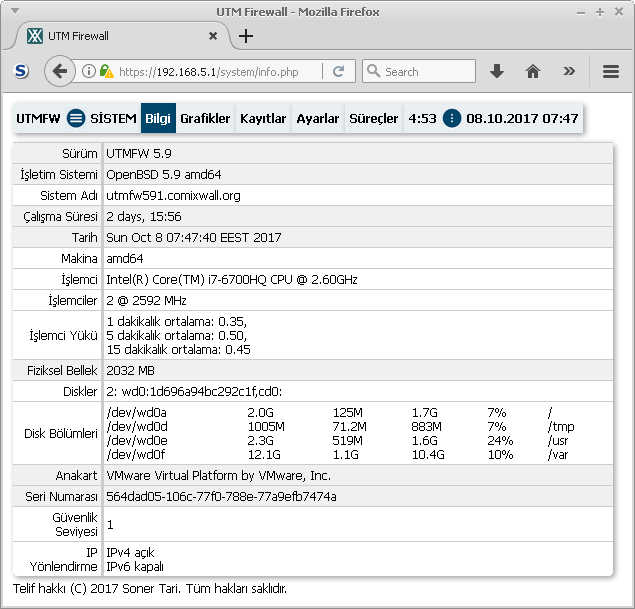 UTM Firewall - Mozilla Firefox
UTM Firewall
https://192.168.5.1/system/info.php Search
UTMFW SİSTEM Bilgi Grafikler Kayıtlar Ayarlar Süreçler 4:53 08.10.2017 07:47
Sürüm UTMFW 5.9
İşletim Sistemi OpenBSD 5.9 amd64
Sistem Adı utmfw591.comixwall.org
Çalışma Süresi 2 days, 15:56
Tarih Sun Oct 8 07:47:40 EEST 2017
Makina amd64
İşlemci Intel(R) Core(TM) i7-6700HQ CPU @ 2.60GHz
İşlemciler 2 @ 2592 MHz
İşlemci Yükü 1 dakikalık ortalama: 0.35,
5 dakikalık ortalama: 0.50,
15 dakikalık ortalama: 0.45
Fiziksel Bellek 2032 MB
Diskler 2: wd0:1d696a94bc292c1f,cd0:
Disk Bölümleri /dev/wd0a 2.0G 125M 1.7G 7% /
/dev/wd0d 1005M 71.2M 883M 7% /tmp
/dev/wd0e 2.3G 519M 1.6G 24% /usr
/dev/wd0f 12.1G 1.1G 10.4G 10% /var
Anakart VMware Virtual Platform by VMware, Inc.
Seri Numarası 564dad05-106c-77f0-788e-77a9efb7474a
Güvenlik Seviyesi 1
IP Yönlendirme IPv4 açık
IPv6 kapalı
Telif hakkı (C) 2017 Soner Tari. Tüm hakları saklıdır.